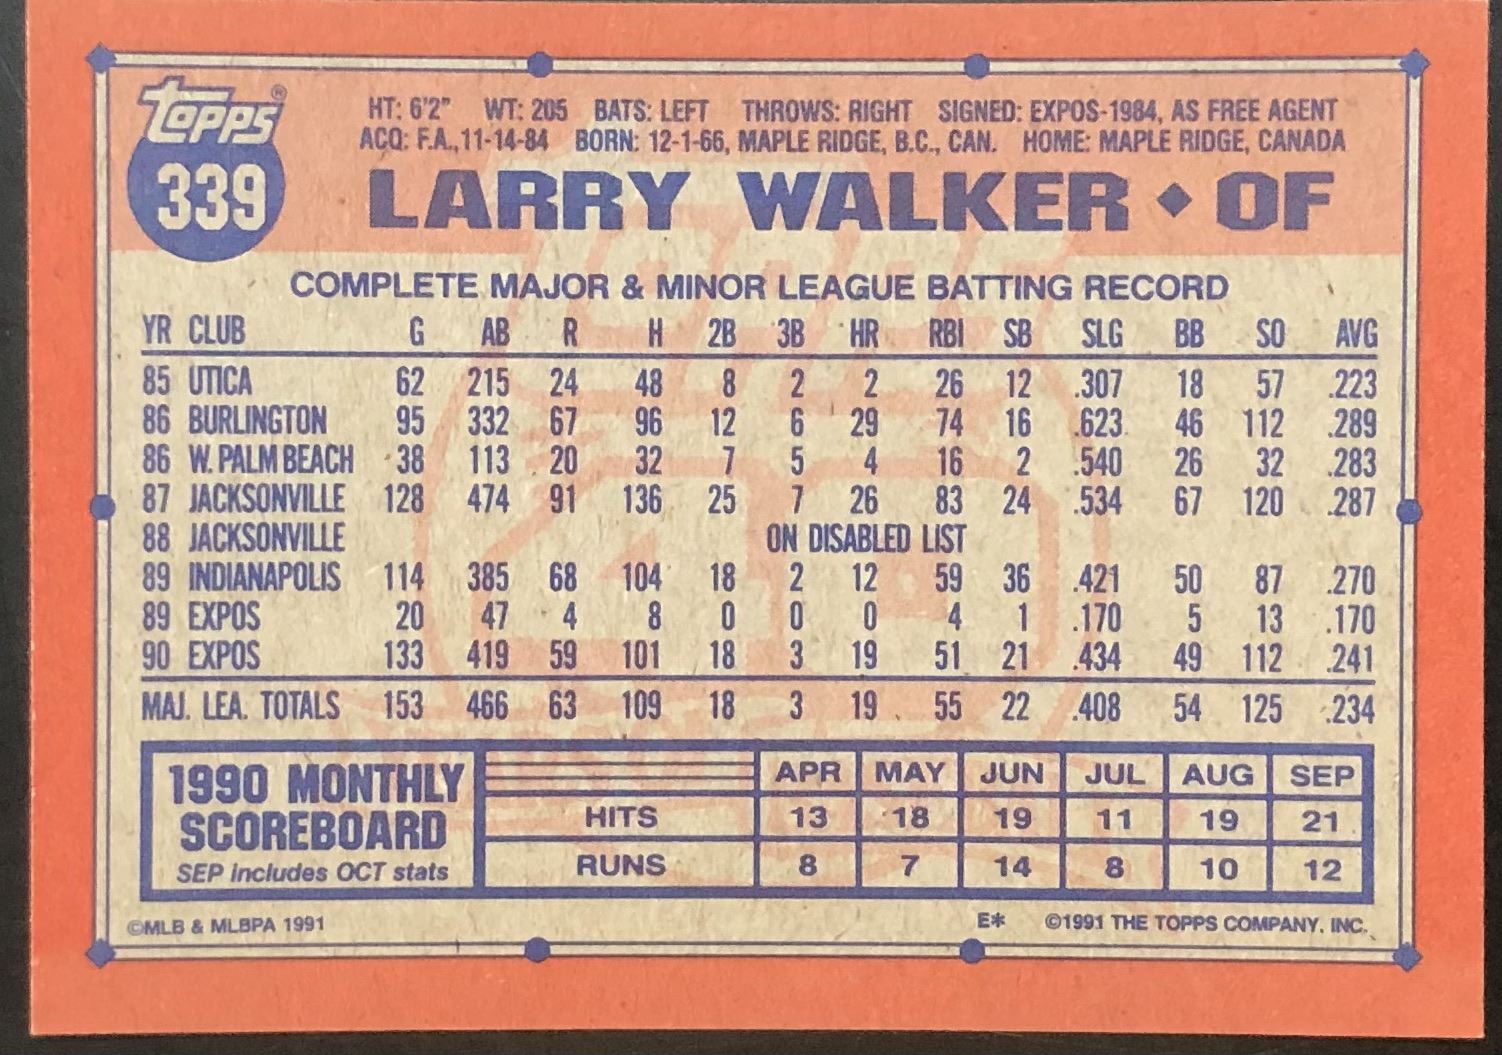 Topps®
339
HT: 6'2" WT: 205 BATS: LEFT THROWS: RIGHT SIGNED: EXPOS-1984, AS FREE AGENT
ACQ: F.A.,11-14-84 BORN: 12-1-66, MAPLE RIDGE, B.C., CAN. HOME: MAPLE RIDGE, CANADA
LARRY WALKER ♦ OF
COMPLETE MAJOR & MINOR LEAGUE BATTING RECORD
YR CLUB G AB R H 2B 3B HR RBI SB SLG BB SO AVG
85 UTICA 62 215 24 48 8 2 2 26 12 .307 18 57 .223
86 BURLINGTON 95 332 67 96 12 6 29 74 16 .623 46 112 .289
86 W. PALM BEACH 38 113 20 32 7 5 4 16 2 .540 26 32 .283
87 JACKSONVILLE 128 474 91 136 25 7 26 83 24 .534 67 120 .287
88 JACKSONVILLE ON DISABLED LIST
89 INDIANAPOLIS 114 385 68 104 18 2 12 59 36 .421 50 87 .270
89 EXPOS 20 47 4 8 0 0 0 4 1 .170 5 13 .170
90 EXPOS 133 419 59 101 18 3 19 51 21 .434 49 112 .241
MAJ. LEA. TOTALS 153 466 63 109 18 3 19 55 22 .408 54 125 .234
1990 MONTHLY
SCOREBOARD
SEP includes OCT stats
APR MAY JUN JUL AUG SEP
HITS 13 18 19 11 19 21
RUNS 8 7 14 8 10 12
©MLB & MLBPA 1991 E* ©1991 THE TOPPS COMPANY, INC.